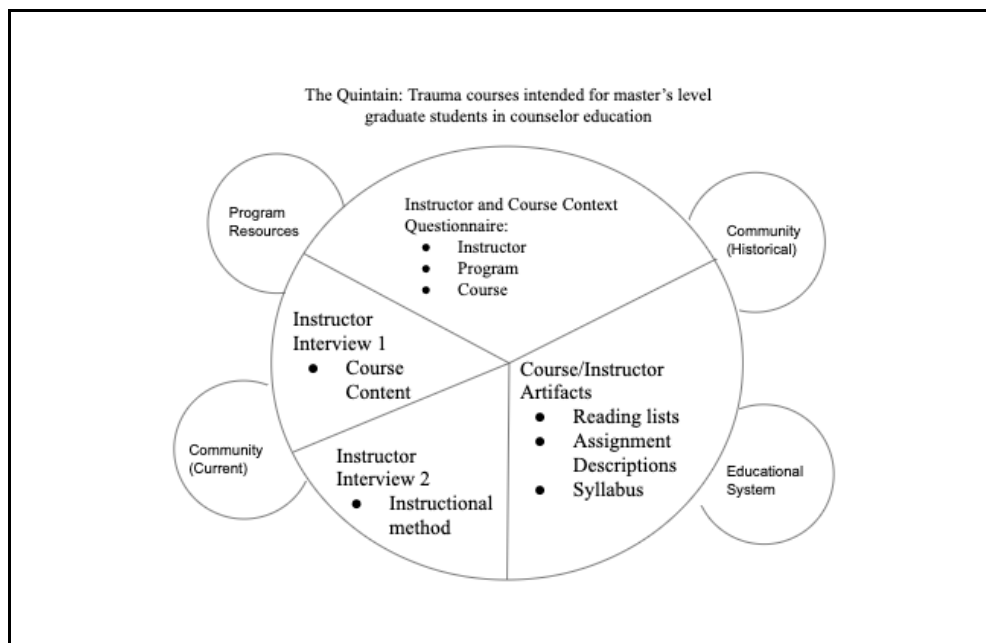 The Quintain: Trauma courses intended for master's level
graduate students in counselor education
Program
Resources
Instructor and Course Context
Questionnaire:
● Instructor
● Program
● Course
Community
(Historical)
Instructor
Interview 1
● Course
Content
Course/Instructor
Artifacts
● Reading lists
● Assignment
Descriptions
● Syllabus
Community
(Current)
Instructor
Interview 2
● Instructional
method
Educational
System